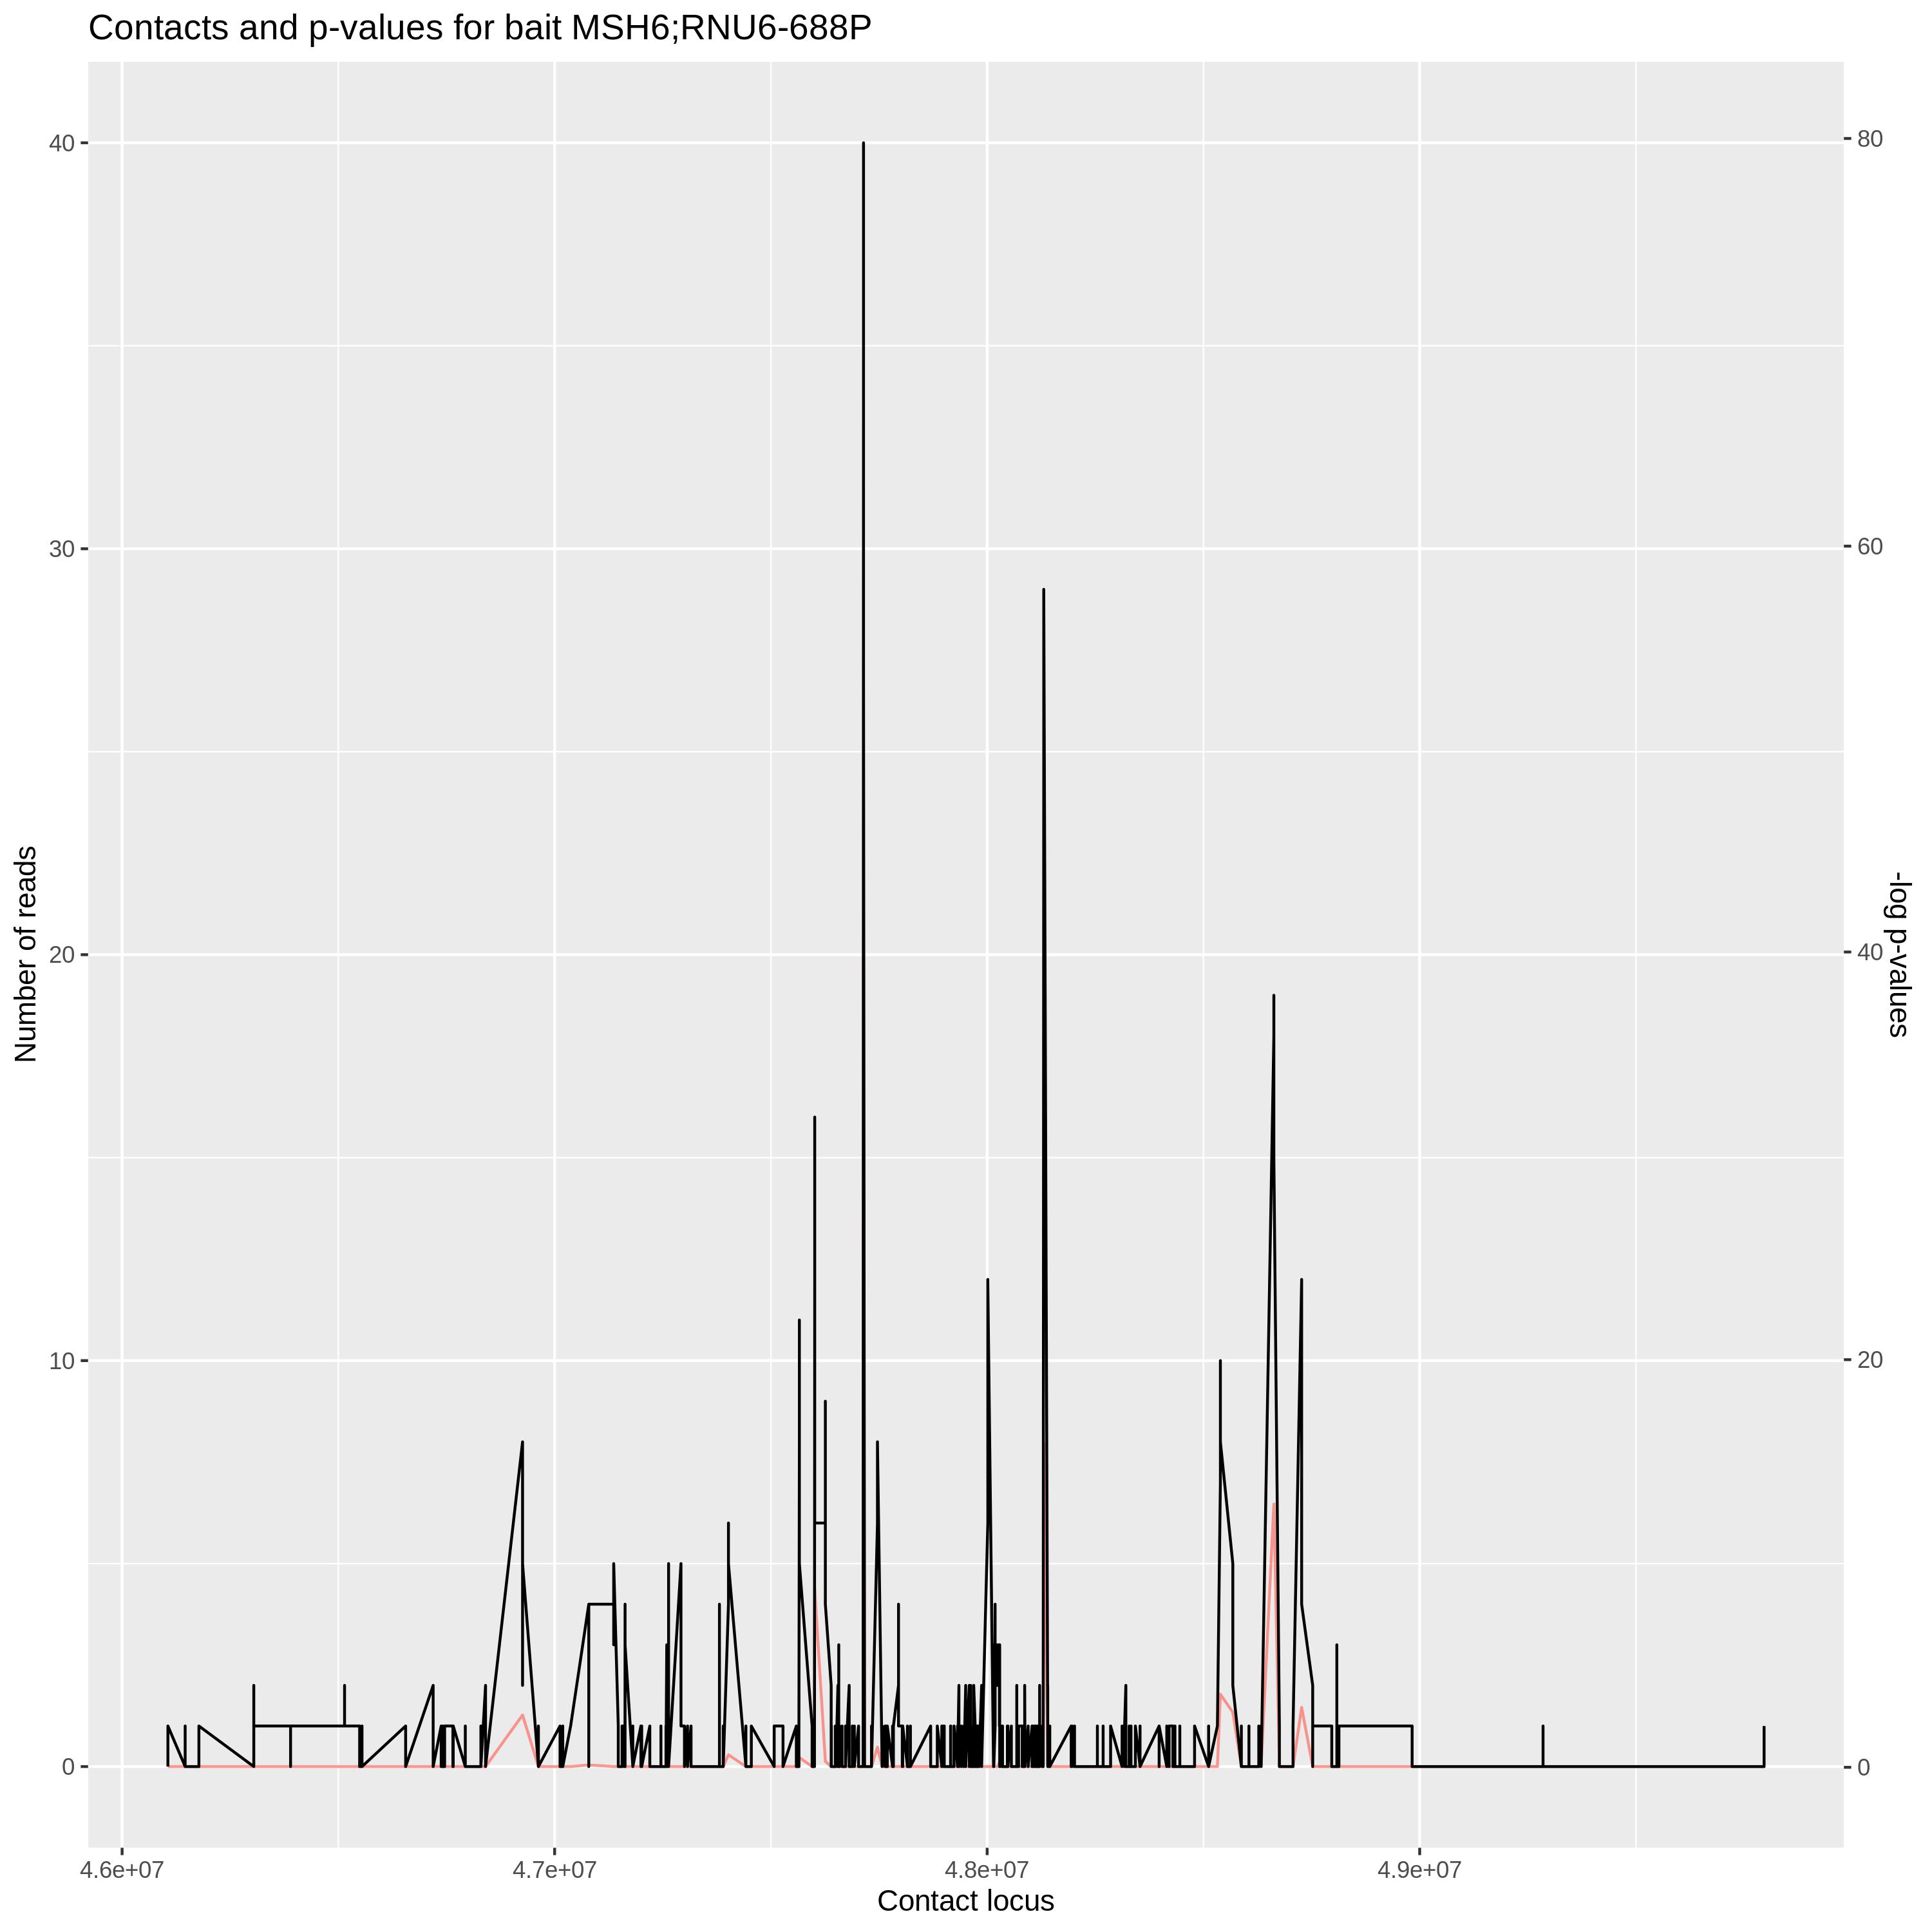 Contacts and p-values for bait MSH6;RNU6-688P
40
30
20
10
0
80
60
40
20
0
Number of reads
-log p-values
4.6e+07
4.7e+07
4.8e+07
4.9e+07
Contact locus